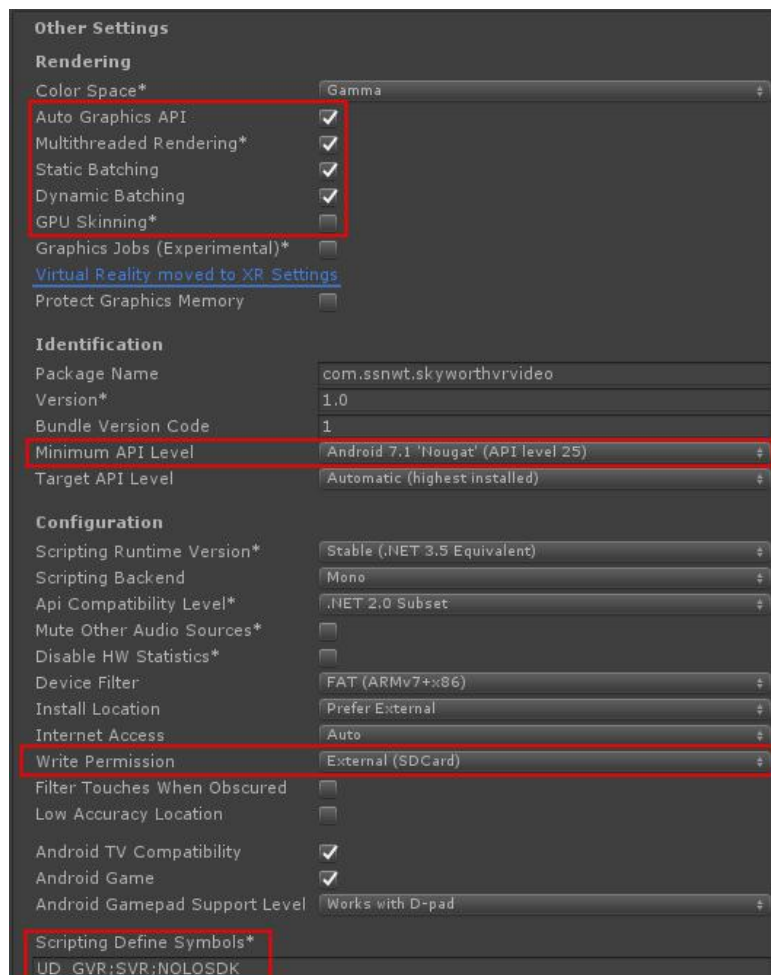 Other Settings
Rendering
Color Space* Gamma
Auto Graphics API
Multithreaded Rendering*
Static Batching
Dynamic Batching
GPU Skinning*
Graphics Jobs (Experimental)*
Virtual Reality moved to XR Settings
Protect Graphics Memory
Identification
Package Name com.ssnwt.skyworthvrvideo
Version* 1.0
Bundle Version Code 1
Minimum API Level Android 7.1 'Nougat' (API level 25)
Target API Level Automatic (highest installed)
Configuration
Scripting Runtime Version* Stable (.NET 3.5 Equivalent)
Scripting Backend Mono
Api Compatibility Level* .NET 2.0 Subset
Mute Other Audio Sources*
Disable HW Statistics*
Device Filter FAT (ARMv7+x86)
Install Location Prefer External
Internet Access Auto
Write Permission External (SDCard)
Filter Touches When Obscured
Low Accuracy Location
Android TV Compatibility
Android Game
Android Gamepad Support Level Works with D-pad
Scripting Define Symbols*
UD_GVR;SVR;NOLOSDK